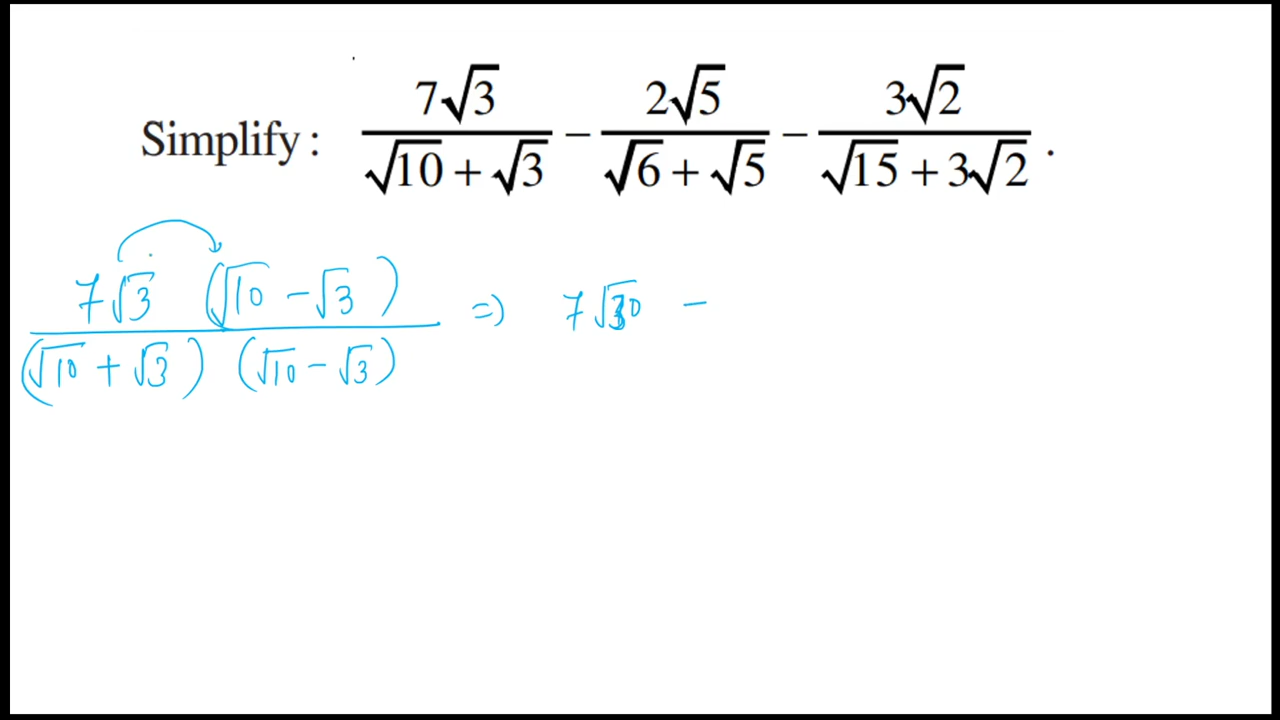 Simplify : 7√3/(√10 + √3) − 2√5/(√6 + √5) − 3√2/(√15 + 3√2) .
7√3 (√10 − √3)/((√10 + √3) (√10 − √3)) => 7√30 −